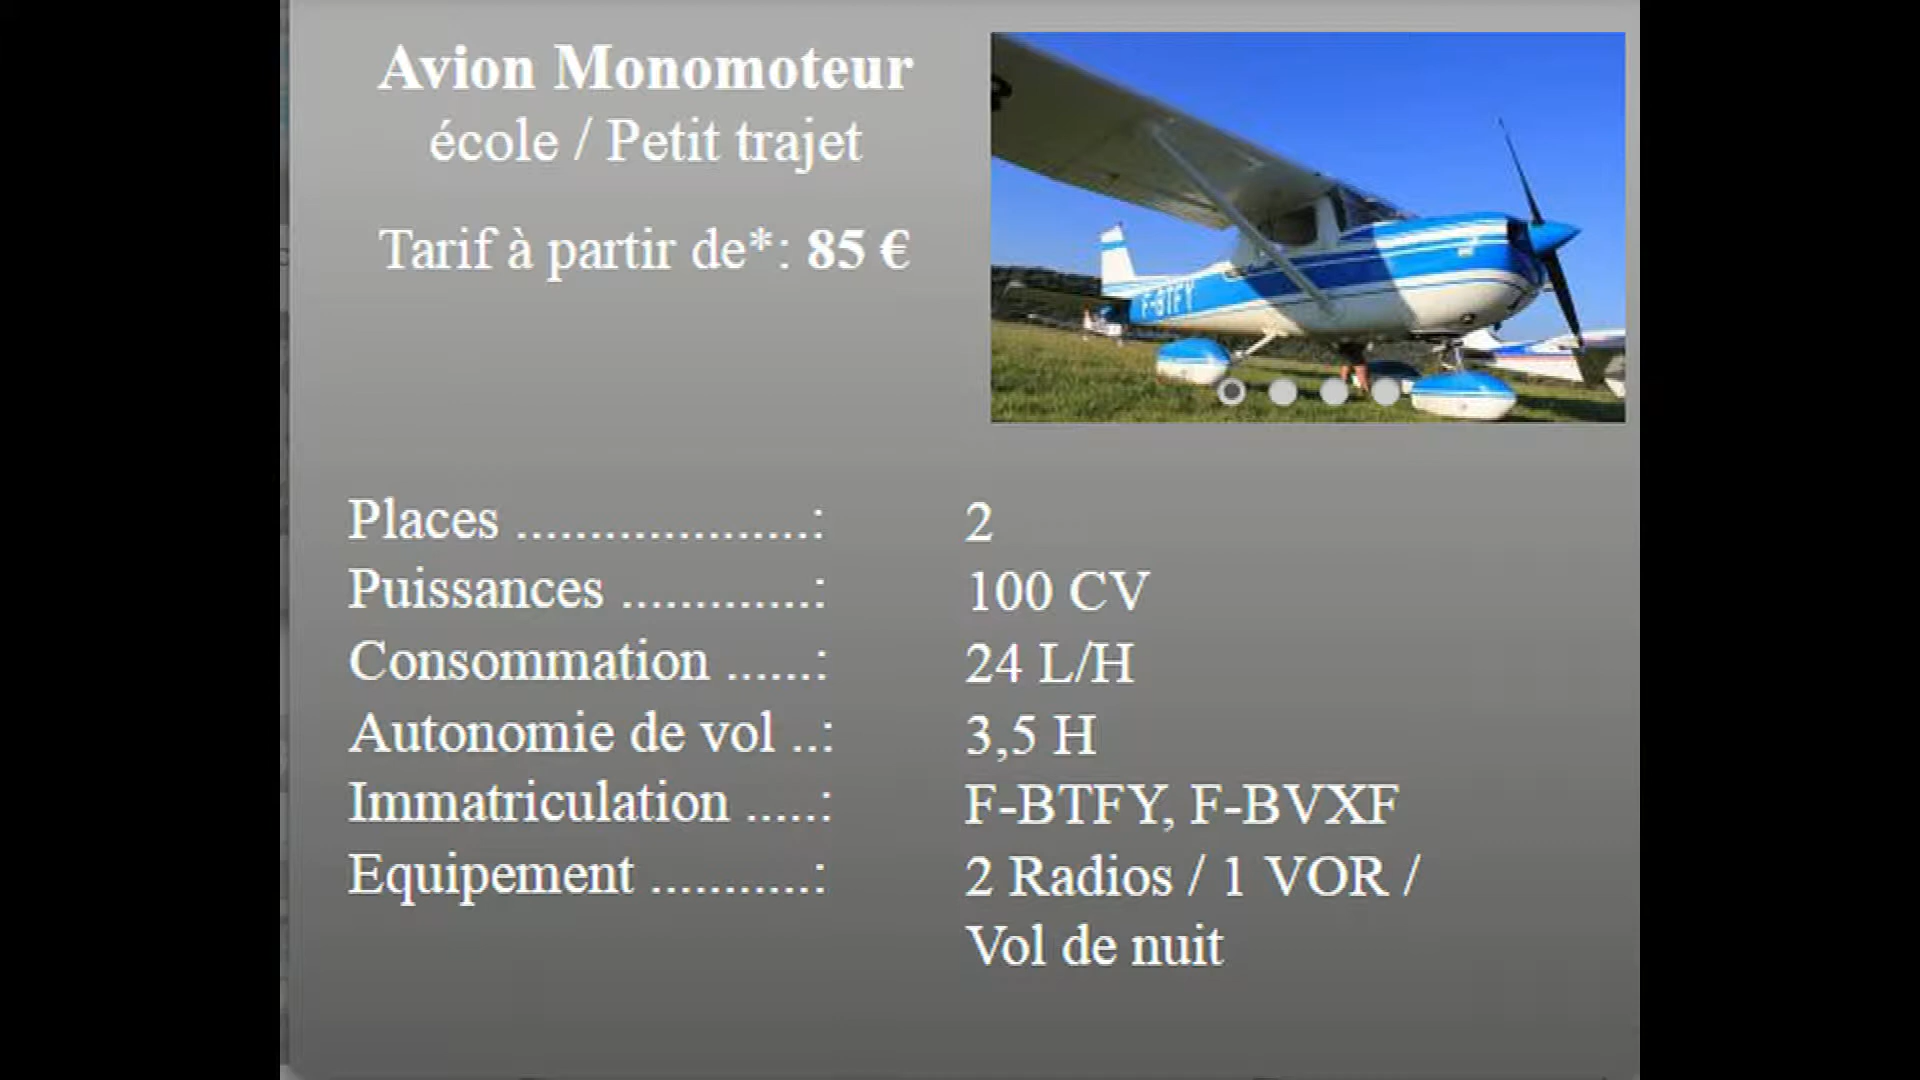 Avion Monomoteur
école / Petit trajet
Tarif à partir de*: 85 €
F-BTFY
Places ....................: 2
Puissances .............: 100 CV
Consommation ......: 24 L/H
Autonomie de vol ..: 3,5 H
Immatriculation .....: F-BTFY, F-BVXF
Equipement ...........: 2 Radios / 1 VOR /
Vol de nuit